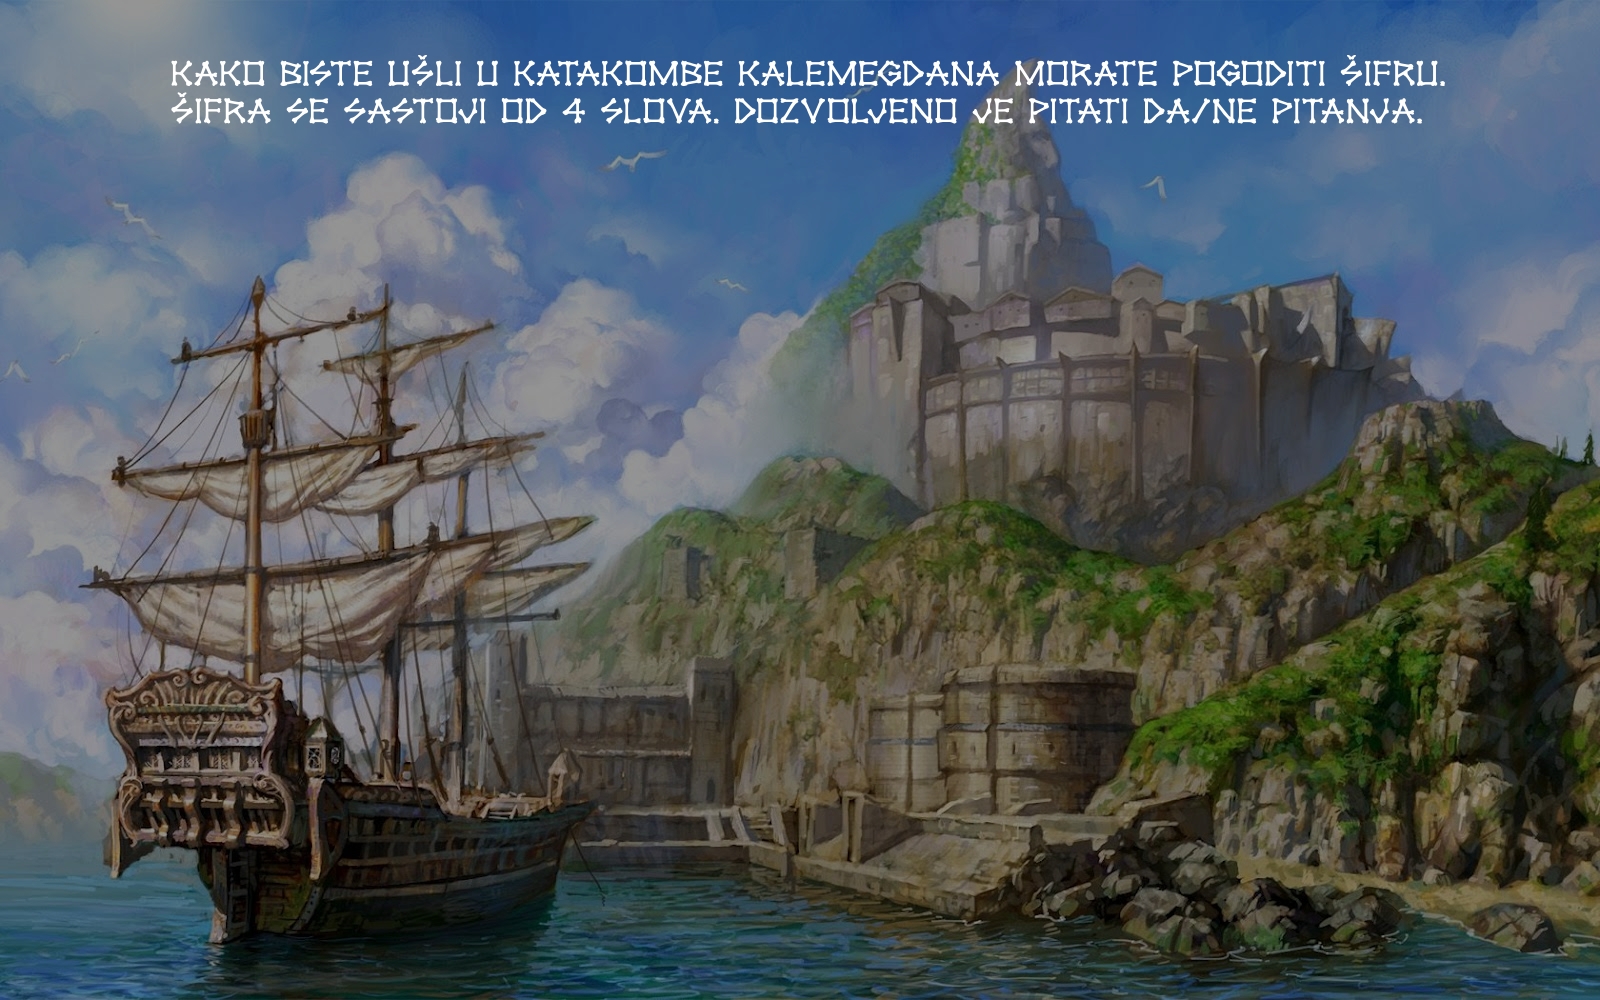 KAKO BISTE UŠLI U KATAKOMBE KALEMEGDANA MORATE POGODITI ŠIFRU.
ŠIFRA SE SASTOJI OD 4 SLOVA. DOZVOLJENO JE PITATI DA/NE PITANJA.